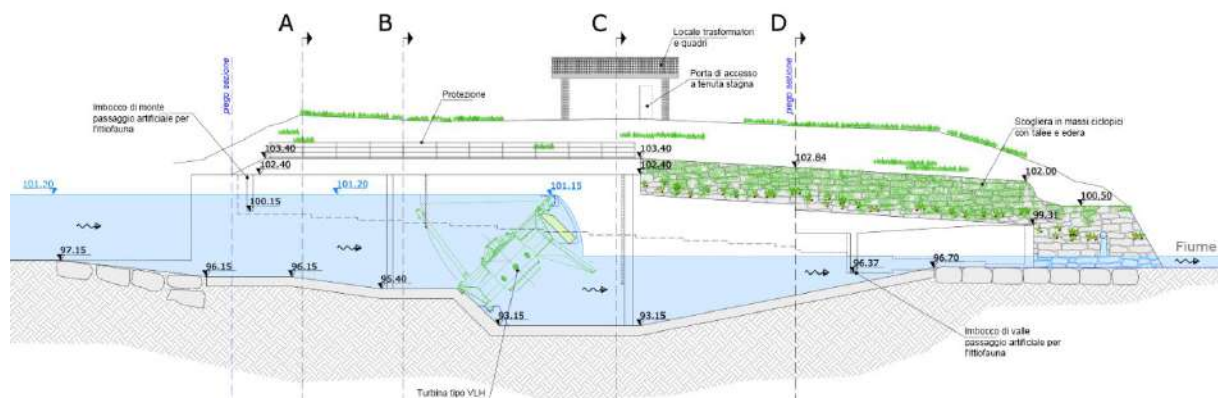 A
B
C
D
Locale trasformatori
e quadri
Porta di accesso
a tenuta stagna
piego sezione
piego sezione
Imbocco di monte
passaggio artificiale per
l'ittiofauna
Protezione
Scogliera in massi ciclopici
con talee e edera
103.40
102.40
103.40
102.40
102.84
102.00
100.50
101.20
101.20
101.15
100.15
99.31
97.15
96.15
96.15
95.40
93.15
93.15
96.37
96.70
Fiume
Imbocco di valle
passaggio artificiale per
l'ittiofauna
Turbina tipo VLH